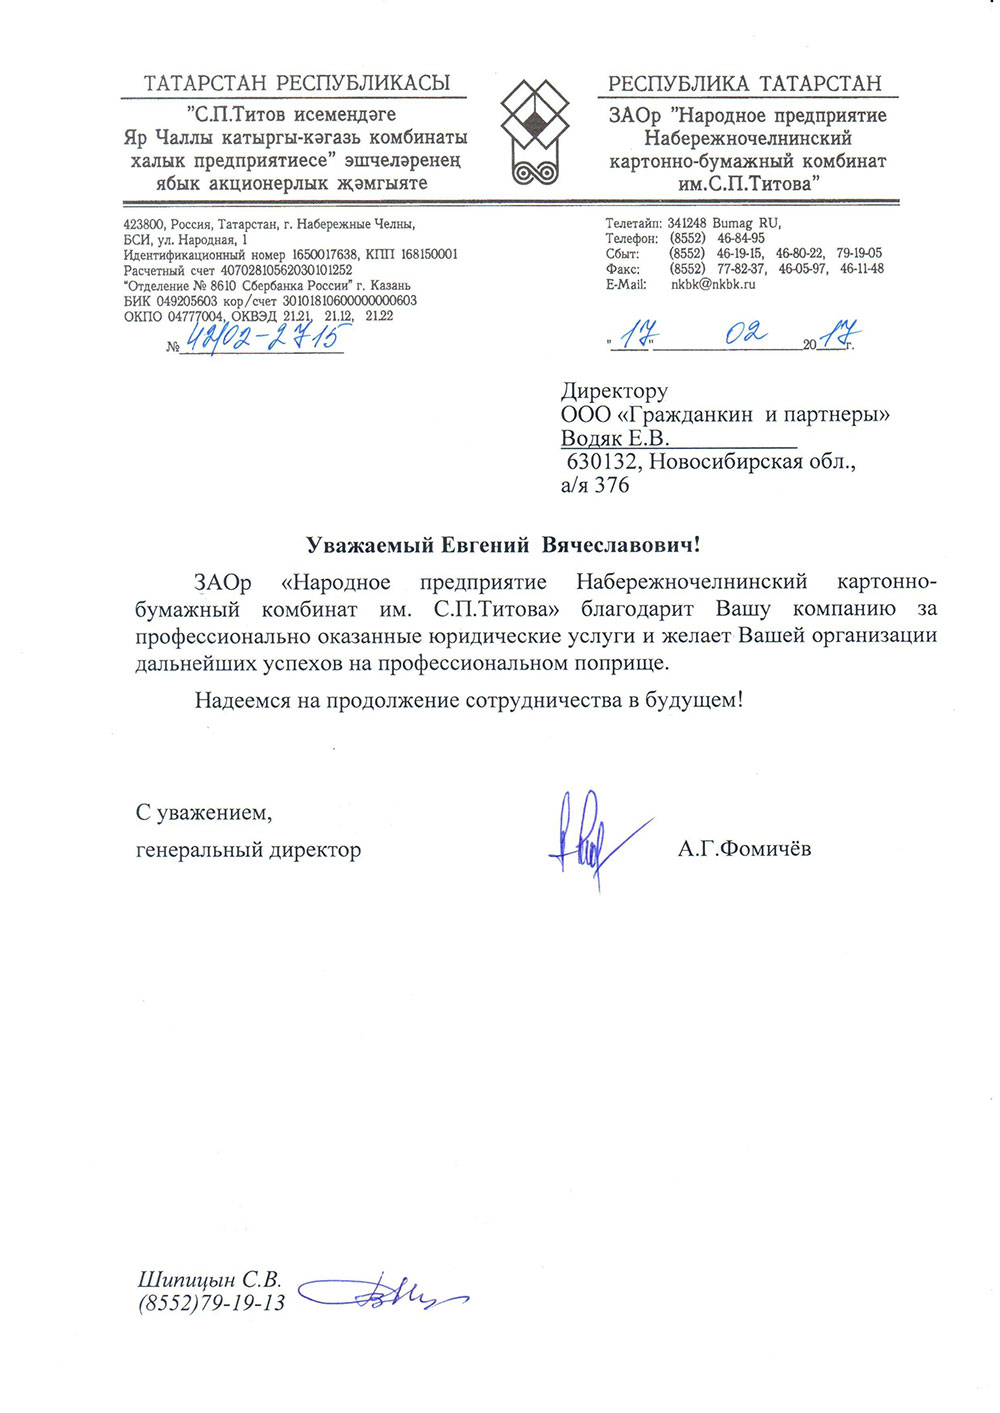 ТАТАРСТАН РЕСПУБЛИКАСЫ
"С.П.Титов исемендәге
Яр Чаллы катыргы-кәгазь комбинаты
халык предприятиесе" эшчеләренең
ябык акционерлык җәмгыяте
РЕСПУБЛИКА ТАТАРСТАН
ЗАОр "Народное предприятие
Набережночелнинский
картонно-бумажный комбинат
им.С.П.Титова"
423800, Россия, Татарстан, г. Набережные Челны,
БСИ, ул. Народная, 1
Идентификационный номер 1650017638, КПП 168150001
Расчетный счет 40702810562030101252
"Отделение № 8610 Сбербанка России" г. Казань
БИК 049205603 кор/счет 30101810600000000603
ОКПО 04777004, ОКВЭД 21.21, 21.12, 21.22
№ 42/02-2715
Телетайп: 341248 Bumag RU,
Телефон: (8552) 46-84-95
Сбыт: (8552) 46-19-15, 46-80-22, 79-19-05
Факс: (8552) 77-82-37, 46-05-97, 46-11-48
E-Mail: nkbk@nkbk.ru
"17" 02 2017г.
Директору
ООО «Гражданкин и партнеры»
Водяк Е.В.
630132, Новосибирская обл.,
а/я 376
Уважаемый Евгений Вячеславович!
ЗАОр «Народное предприятие Набережночелнинский картонно-
бумажный комбинат им. С.П.Титова» благодарит Вашу компанию за
профессионально оказанные юридические услуги и желает Вашей организации
дальнейших успехов на профессиональном поприще.
Надеемся на продолжение сотрудничества в будущем!
С уважением,
генеральный директор А.Г.Фомичёв
Шипицын С.В.
(8552)79-19-13